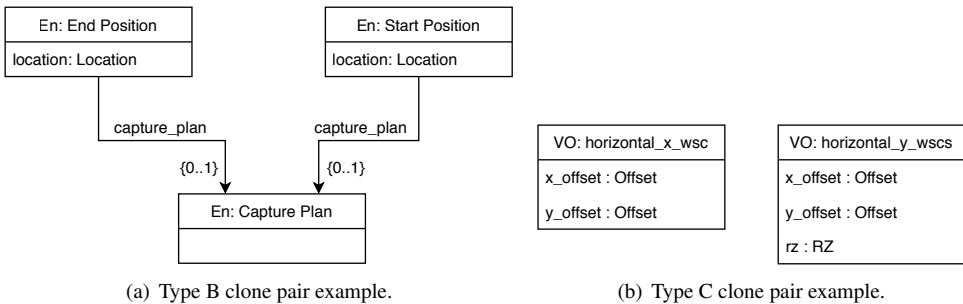 En: End Position
location: Location
En: Start Position
location: Location
capture_plan
capture_plan
{0..1}
{0..1}
En: Capture Plan
(a) Type B clone pair example.
VO: horizontal_x_wsc
x_offset : Offset
y_offset : Offset
VO: horizontal_y_wscs
x_offset : Offset
y_offset : Offset
rz : RZ
(b) Type C clone pair example.